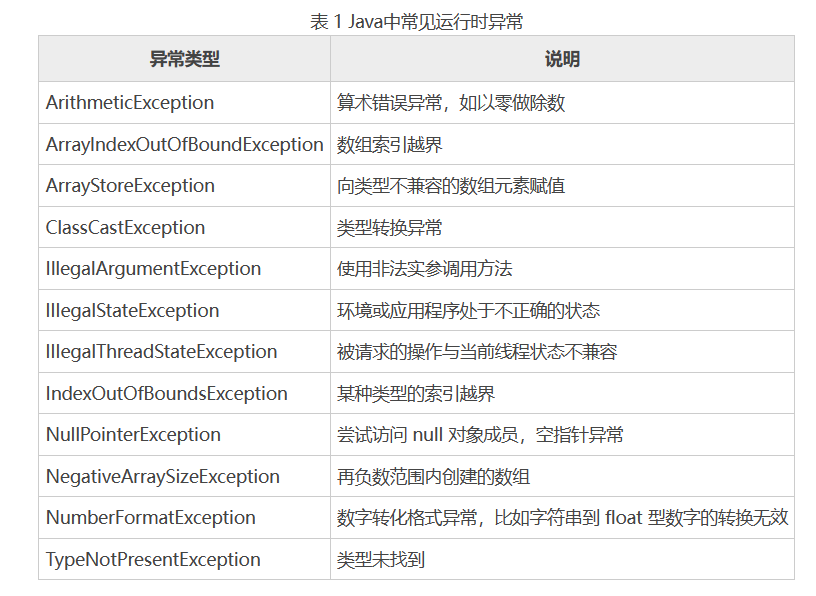 表 1 Java中常见运行时异常
异常类型 说明
ArithmeticException 算术错误异常，如以零做除数
ArrayIndexOutOfBoundException 数组索引越界
ArrayStoreException 向类型不兼容的数组元素赋值
ClassCastException 类型转换异常
IllegalArgumentException 使用非法实参调用方法
IllegalStateException 环境或应用程序处于不正确的状态
IllegalThreadStateException 被请求的操作与当前线程状态不兼容
IndexOutOfBoundsException 某种类型的索引越界
NullPointerException 尝试访问 null 对象成员，空指针异常
NegativeArraySizeException 再负数范围内创建的数组
NumberFormatException 数字转化格式异常，比如字符串到 float 型数字的转换无效
TypeNotPresentException 类型未找到